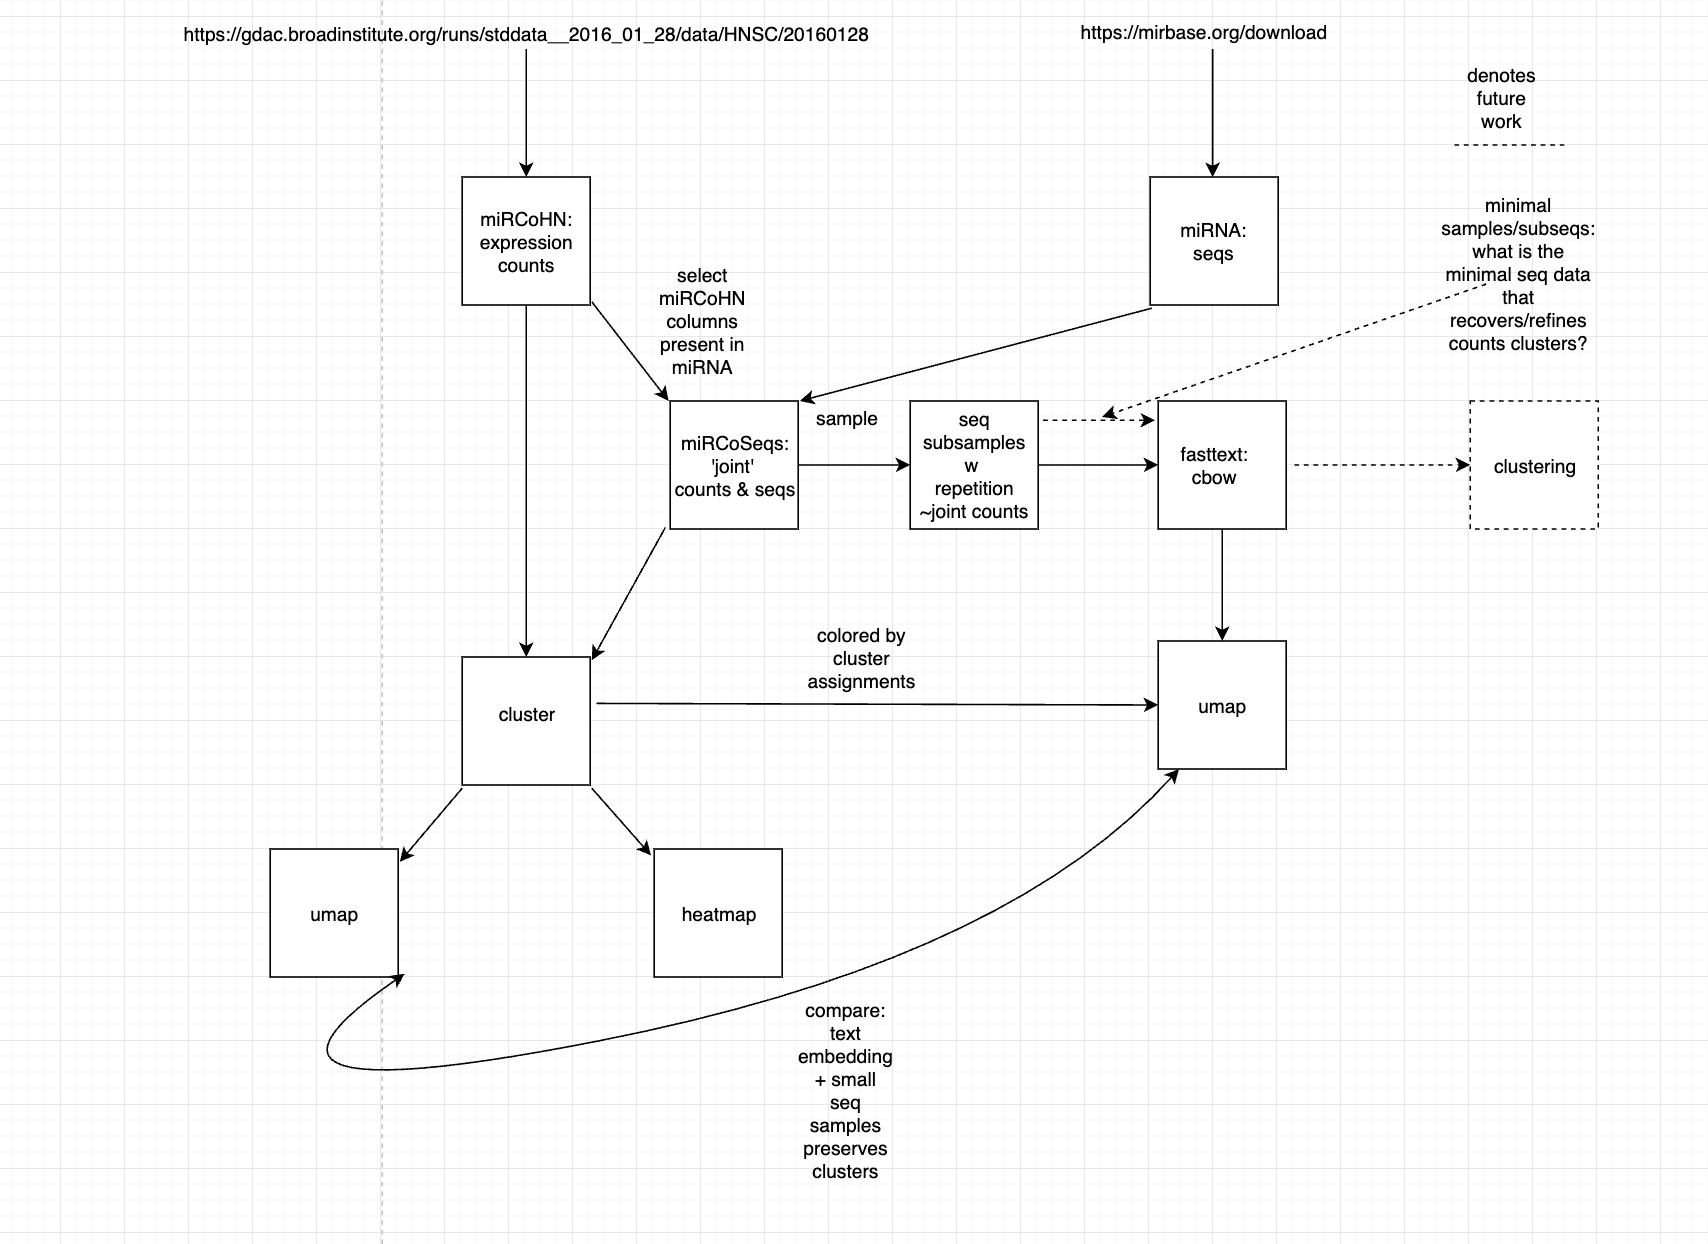 https://gdac.broadinstitute.org/runs/stddata__2016_01_28/data/HNSC/20160128
https://mirbase.org/download
denotes
future
work
miRCoHN:
expression
counts
miRNA:
seqs
minimal
samples/subseqs:
what is the
minimal seq data
that
recovers/refines
counts clusters?
select
miRCoHN
columns
present in
miRNA
miRCoSeqs:
'joint'
counts & seqs
sample
seq
subsamples
w
repetition
~joint counts
fasttext:
cbow
clustering
colored by
cluster
assignments
cluster
umap
umap
heatmap
compare:
text
embedding
+ small
seq
samples
preserves
clusters